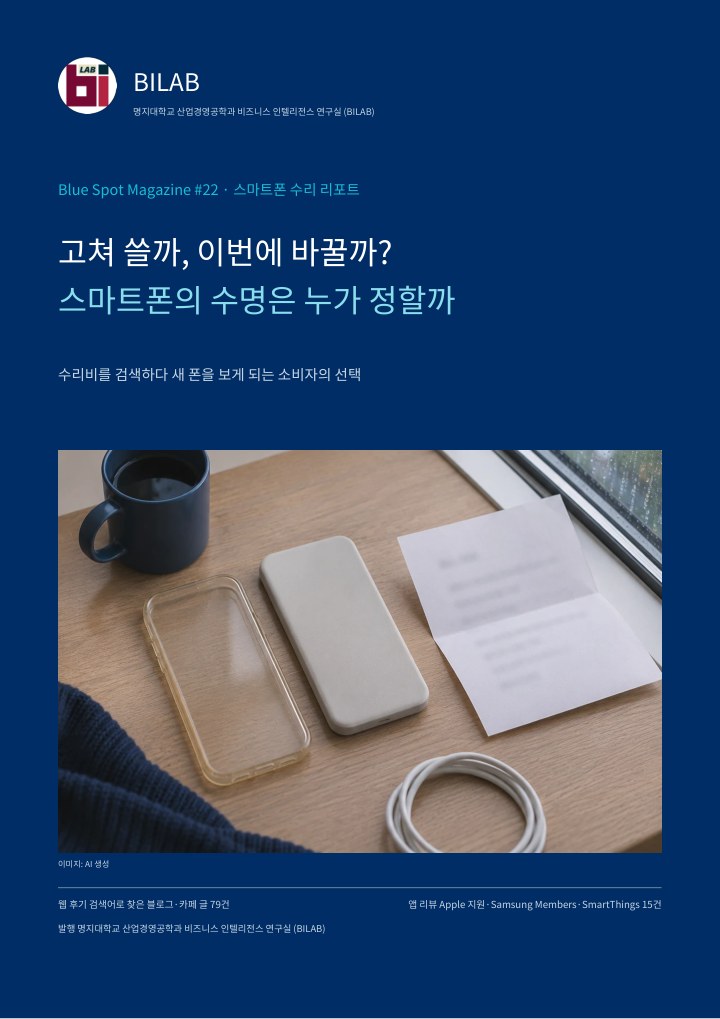 LAB
bi
BILAB
명지대학교 산업경영공학과 비즈니스 인텔리전스 연구실 (BILAB)
Blue Spot Magazine #22 · 스마트폰 수리 리포트
고쳐 쓸까, 이번에 바꿀까?
스마트폰의 수명은 누가 정할까
수리비를 검색하다 새 폰을 보게 되는 소비자의 선택
이미지: AI 생성
웹 후기 검색어로 찾은 블로그·카페 글 79건
앱 리뷰 Apple 지원·Samsung Members·SmartThings 15건
발행 명지대학교 산업경영공학과 비즈니스 인텔리전스 연구실 (BILAB)